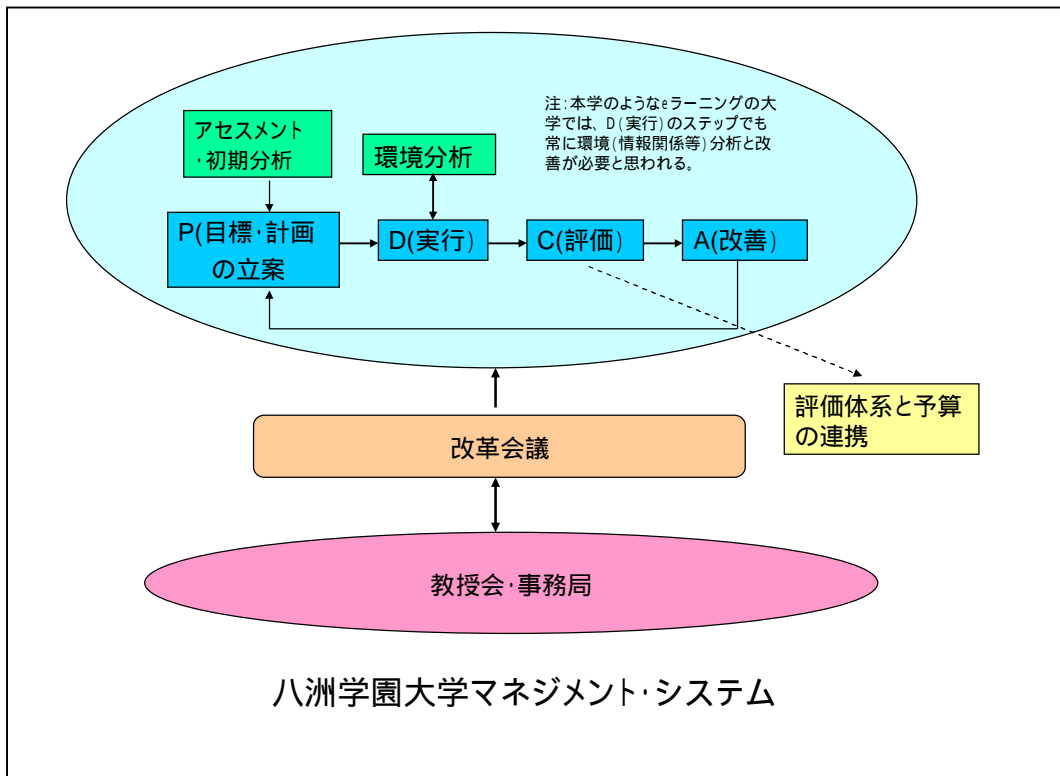 アセスメント
・初期分析
環境分析
注：本学のようなeラーニングの大
学では、D(実行)のステップでも
常に環境(情報関係等)分析と改
善が必要と思われる。
P(目標・計画
の立案
D(実行)
C(評価)
A(改善)
評価体系と予算
の連携
改革会議
教授会・事務局
八洲学園大学マネジメント・システム